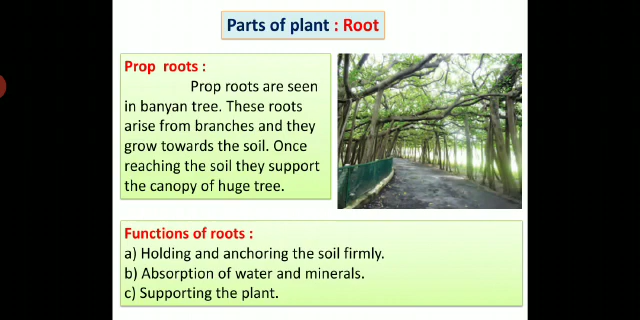 Parts of plant : Root
Prop roots :
Prop roots are seen
in banyan tree. These roots
arise from branches and they
grow towards the soil. Once
reaching the soil they support
the canopy of huge tree.
Functions of roots :
a) Holding and anchoring the soil firmly.
b) Absorption of water and minerals.
c) Supporting the plant.